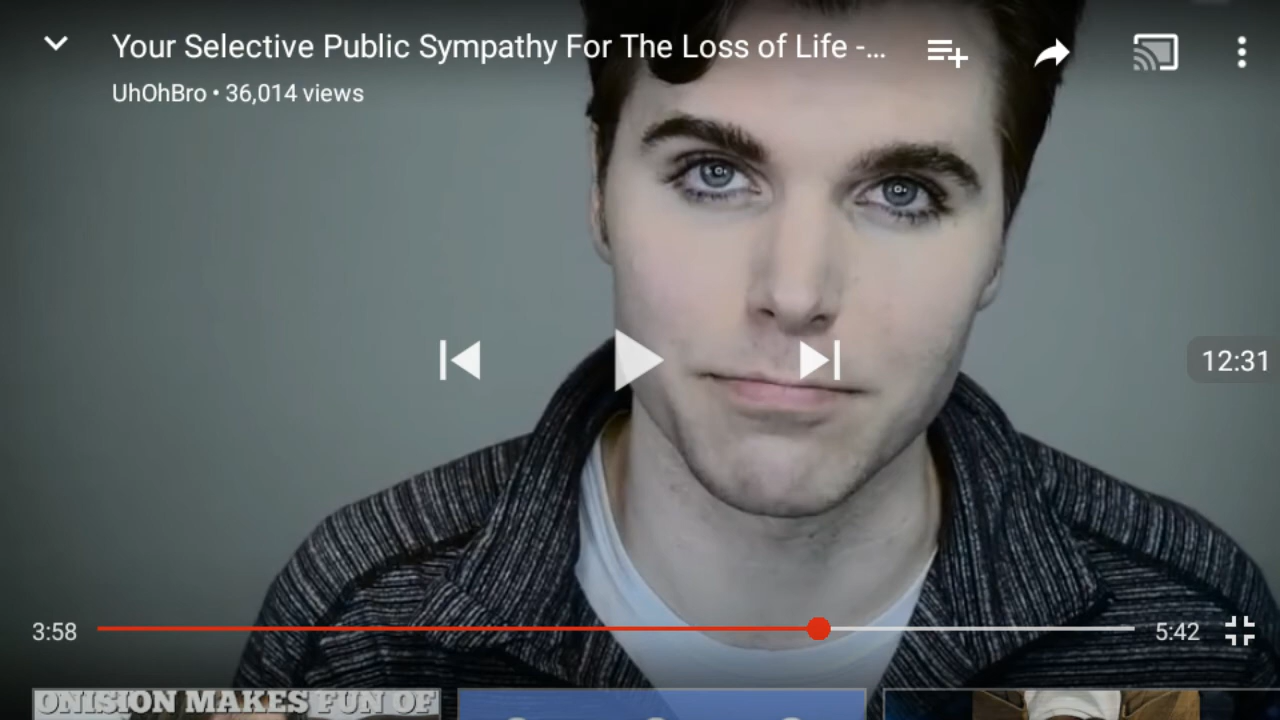 Your Selective Public Sympathy For The Loss of Life -...
UhOhBro • 36,014 views
12:31
3:58
5:42
ONISION MAKES FUN OF